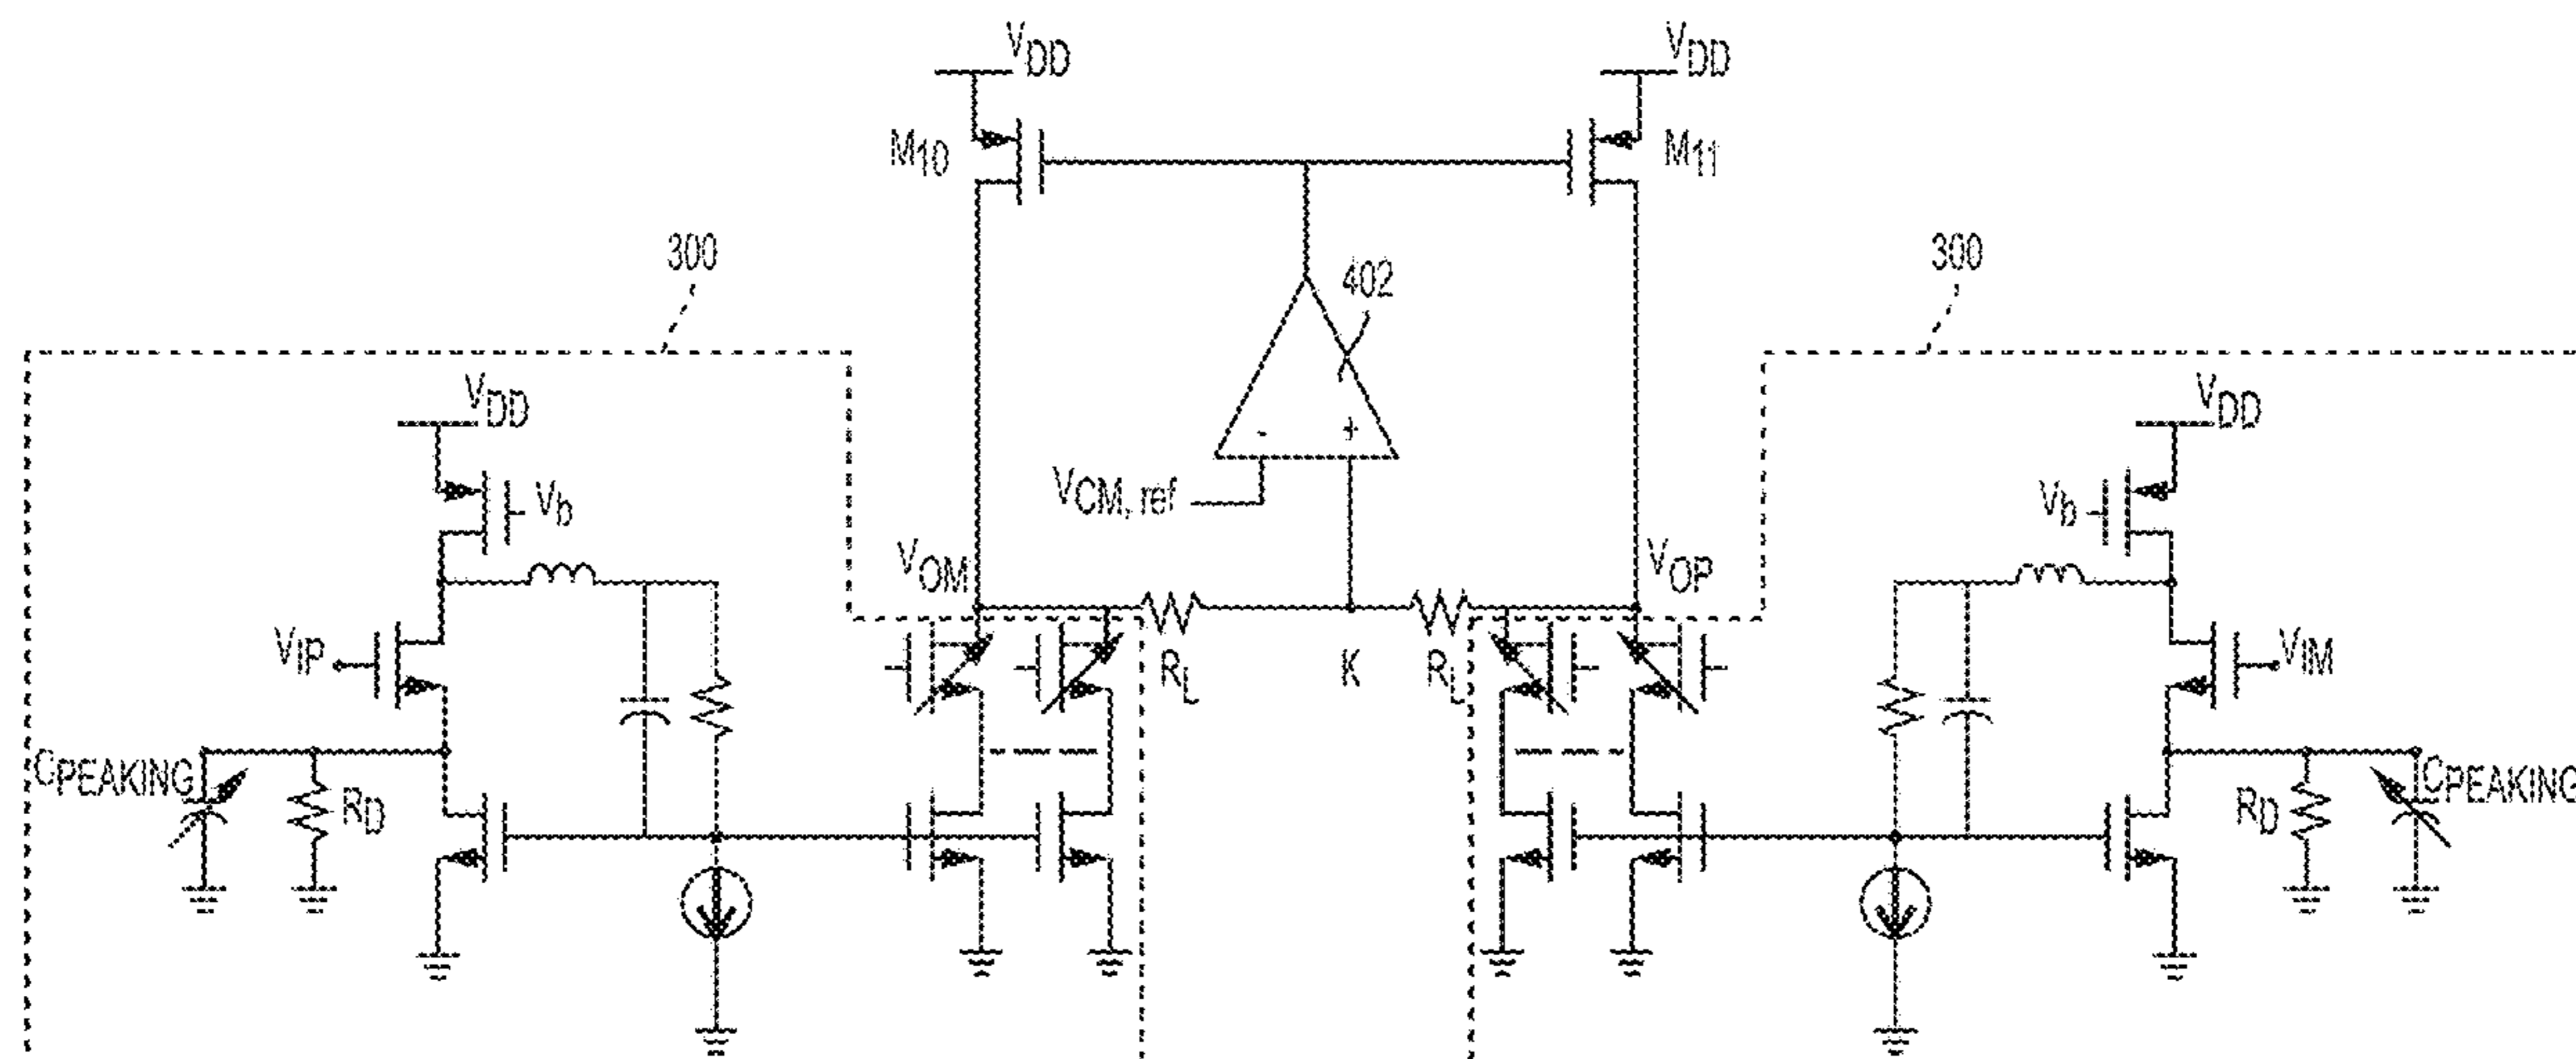 VDD VDD
M10 M11
300 402 300
VDD VDD
- +
VCM, ref
Vb Vb
VOM VOP
VIP RL K RL VIM
CPEAKING RD RD CPEAKING